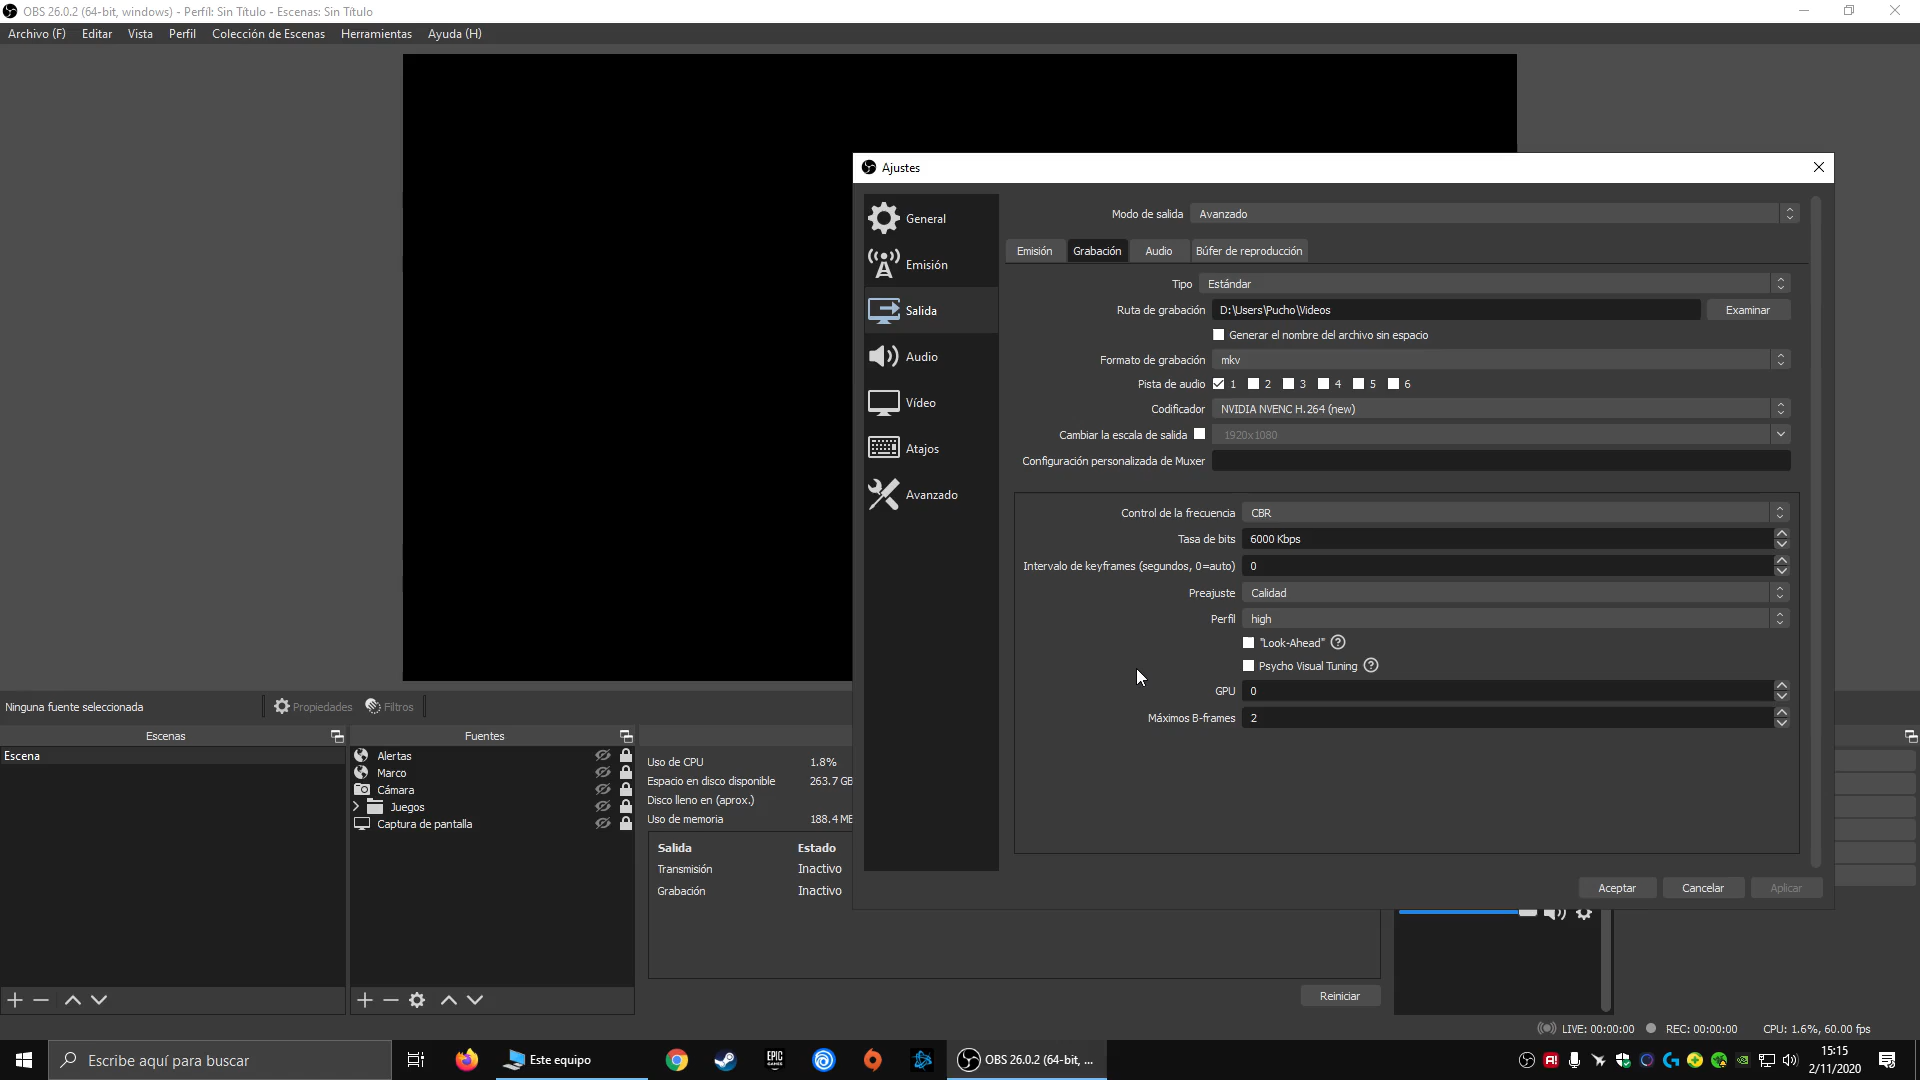 OBS 26.0.2 (64-bit, windows) - Perfíl: Sin Título - Escenas: Sin Título
Archivo (F) Editar Vista Perfil Colección de Escenas Herramientas Ayuda (H)
Ajustes
General
Emisión
Salida
Audio
Vídeo
Atajos
Avanzado
Modo de salida Avanzado
Emisión Grabación Audio Búfer de reproducción
Tipo Estándar
Ruta de grabación D:\Users\Pucho\Videos Examinar
Generar el nombre del archivo sin espacio
Formato de grabación mkv
Pista de audio 1 2 3 4 5 6
Codificador NVIDIA NVENC H.264 (new)
Cambiar la escala de salida 1920x1080
Configuración personalizada de Muxer
Control de la frecuencia CBR
Tasa de bits 6000 Kbps
Intervalo de keyframes (segundos, 0=auto) 0
Preajuste Calidad
Perfil high
"Look-Ahead" ?
Psycho Visual Tuning ?
GPU 0
Máximos B-frames 2
Aceptar Cancelar Aplicar
Ninguna fuente seleccionada Propiedades Filtros
Escenas
Escena
Fuentes
Alertas
Marco
Cámara
Juegos
Captura de pantalla
Uso de CPU 1.8%
Espacio en disco disponible 263.7 GB
Disco lleno en (aprox.)
Uso de memoria 188.4 MB
Salida Estado
Transmisión Inactivo
Grabación Inactivo
Reiniciar
LIVE: 00:00:00 REC: 00:00:00 CPU: 1.6%, 60.00 fps
Escribe aquí para buscar
Este equipo
EPIC GAMES
OBS 26.0.2 (64-bit, ...
15:15
2/11/2020